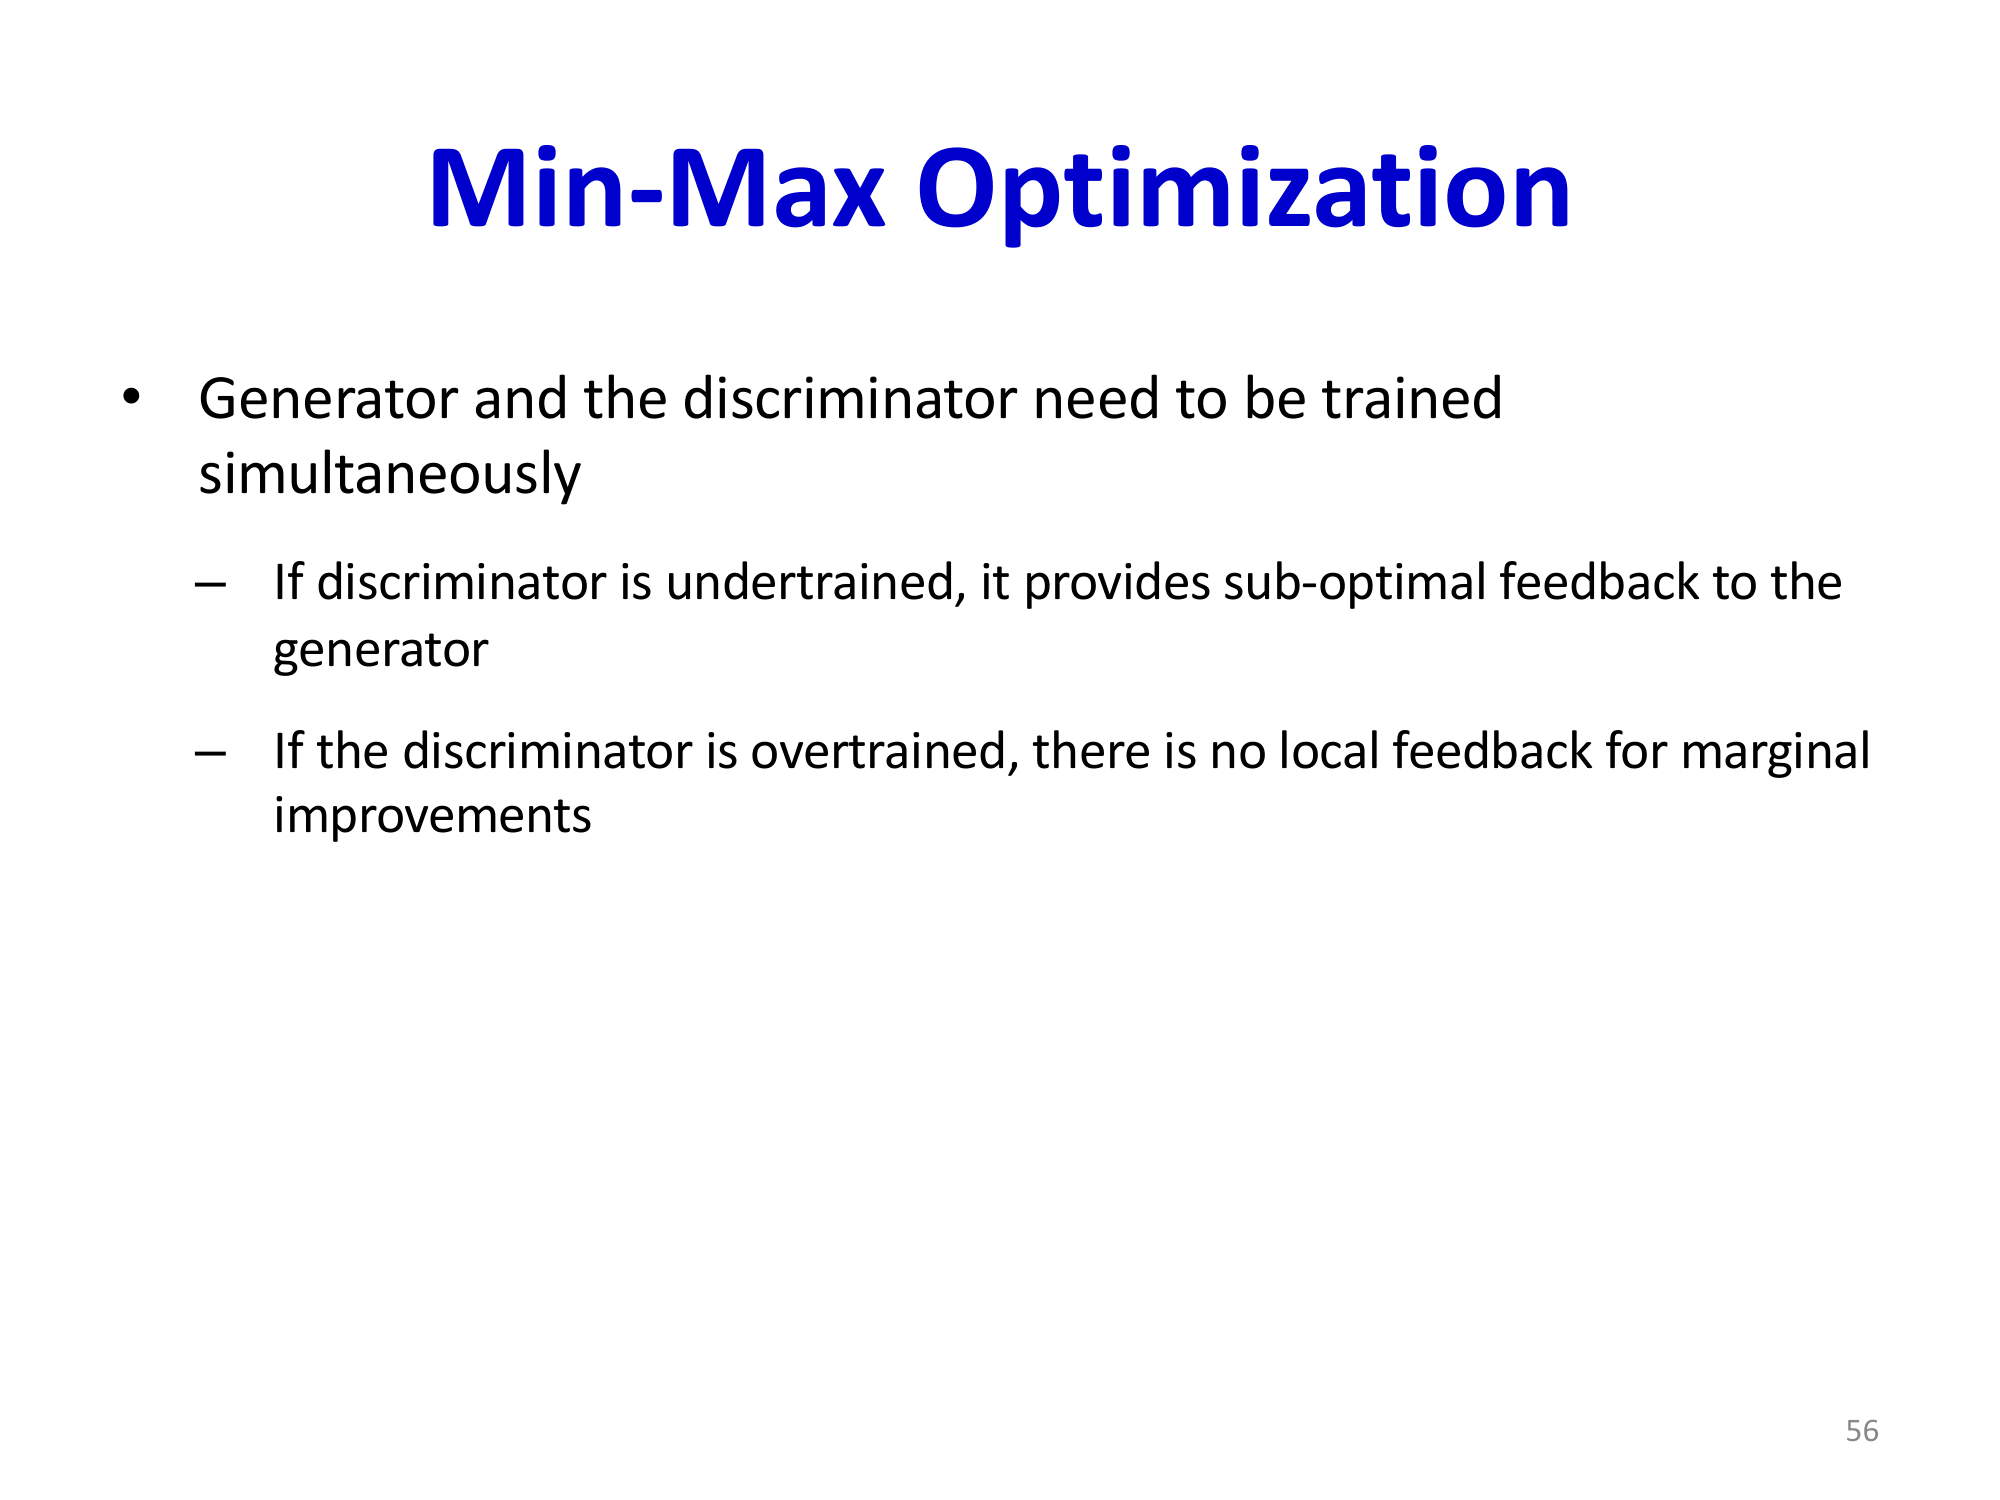 Min-Max Optimization
• Generator and the discriminator need to be trained
simultaneously
– If discriminator is undertrained, it provides sub-optimal feedback to the
generator
– If the discriminator is overtrained, there is no local feedback for marginal
improvements
56